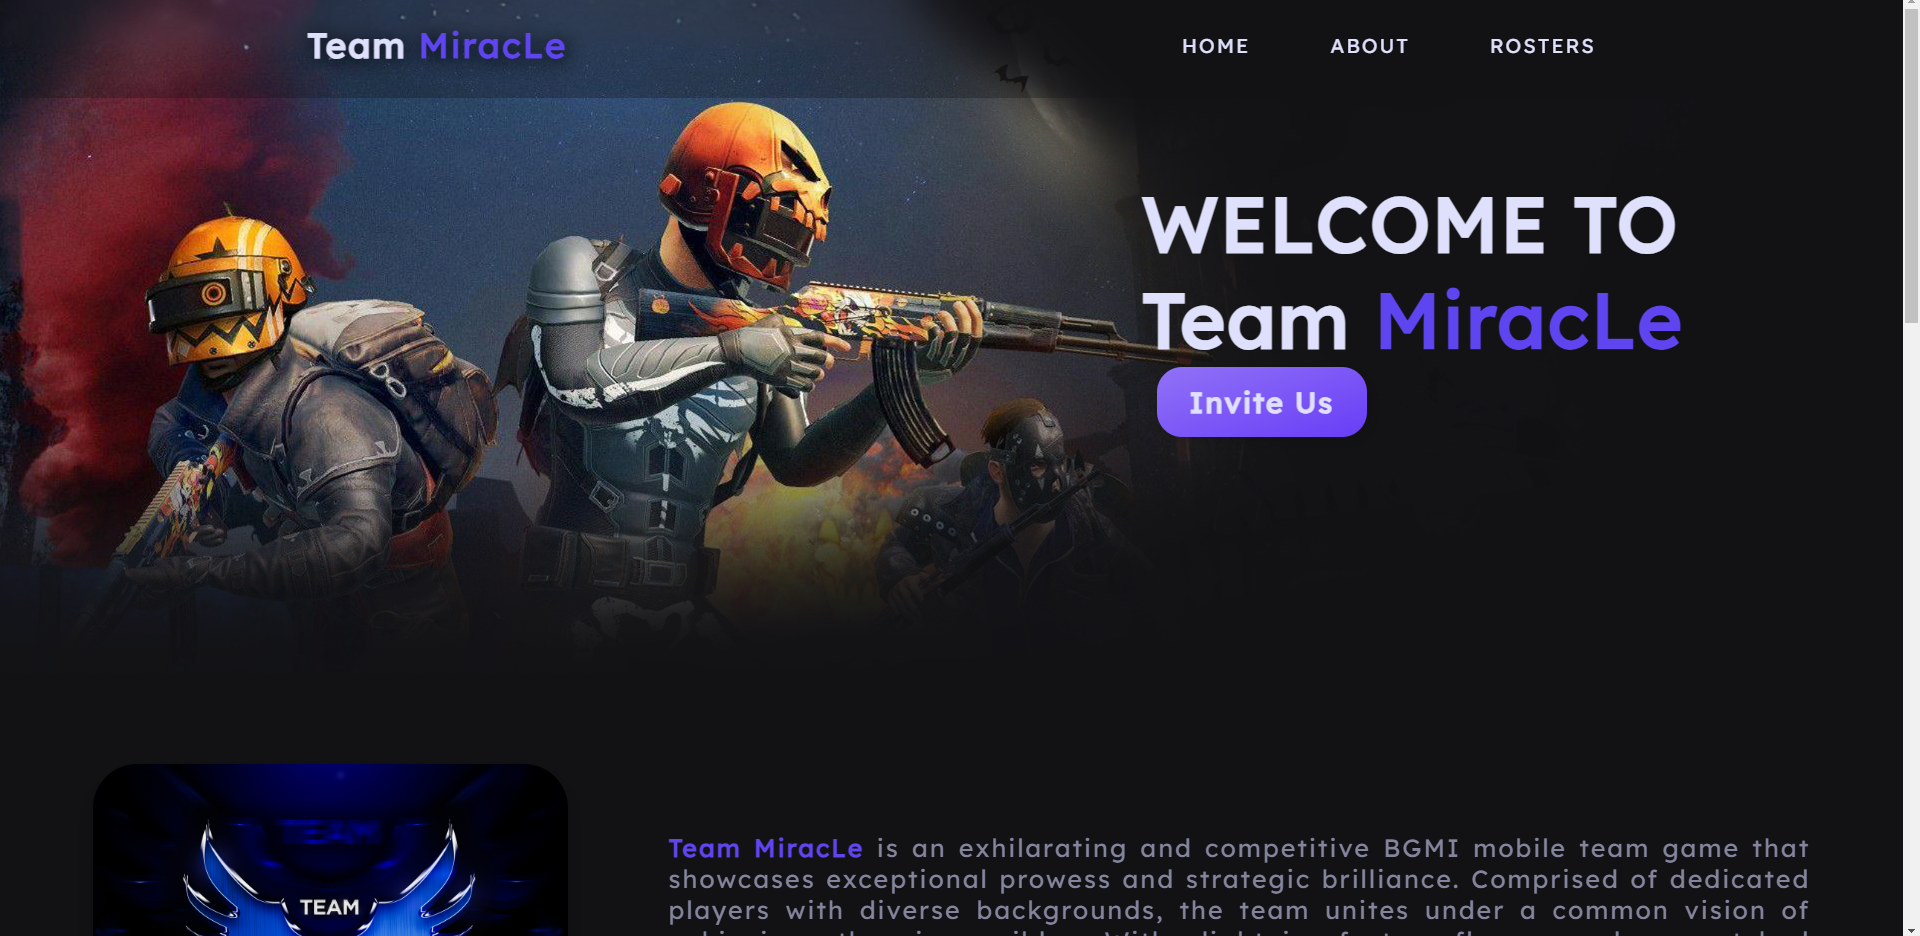 Team MiracLe
HOME ABOUT ROSTERS
WELCOME TO
Team MiracLe
Invite Us
TEAM
Team MiracLe is an exhilarating and competitive BGMI mobile team game that
showcases exceptional prowess and strategic brilliance. Comprised of dedicated
players with diverse backgrounds, the team unites under a common vision of